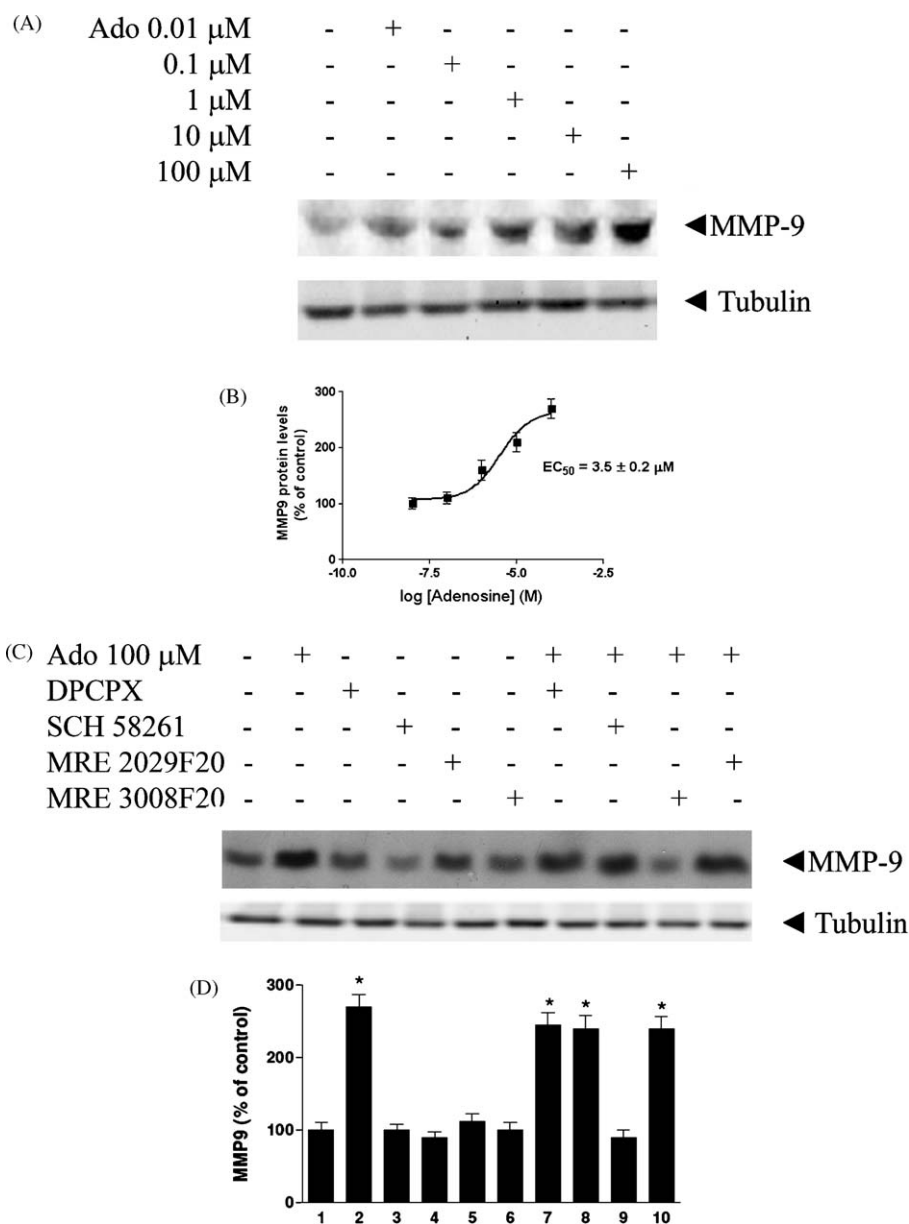 (A) Ado 0.01 μM - + - - - -
0.1 μM - - + - - -
1 μM - - - + - -
10 μM - - - - + -
100 μM - - - - - +
◄MMP-9
◄ Tubulin
(B)
MMP9 protein levels
(% of control)
300
200
100
0
EC50 = 3.5 ± 0.2 μM
-10.0 -7.5 -5.0 -2.5
log [Adenosine] (M)
(C) Ado 100 μM - + - - - - + + + +
DPCPX - - + - - - + - - -
SCH 58261 - - - + - - - + - -
MRE 2029F20 - - - - + - - - - +
MRE 3008F20 - - - - - + - - + -
◄MMP-9
◄ Tubulin
(D)
MMP9 (% of control)
300
200
100
0
* * * *
1 2 3 4 5 6 7 8 9 10